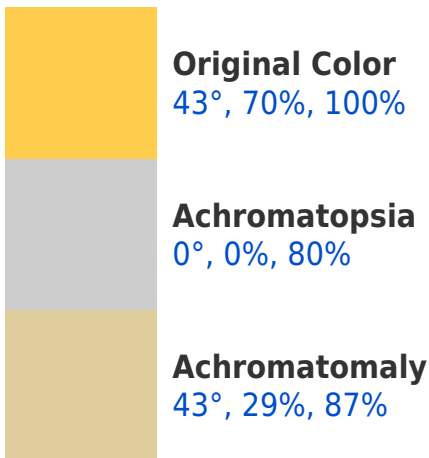 Original Color
43°, 70%, 100%
Achromatopsia
0°, 0%, 80%
Achromatomaly
43°, 29%, 87%